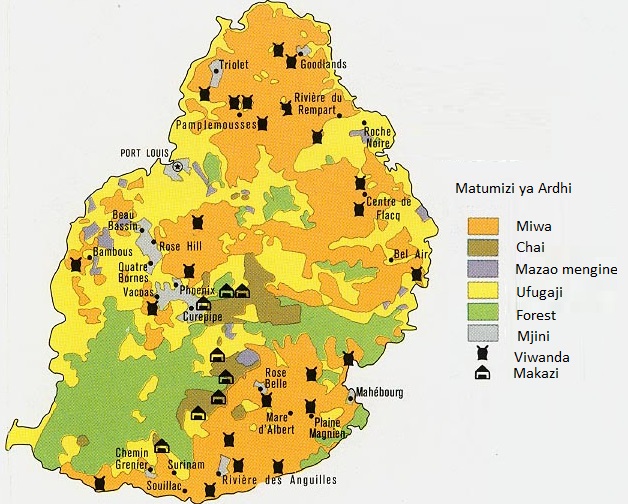 Triolet
Goodlands
Rivière du
Rempart
Pamplemousses
Roche
Noire
PORT LOUIS
Centre de
Flacq
Beau
Bassin
Rose Hill
Bambous
Quatre
Bornes
Bel Air
Vacoas
Phoenix
Curepipe
Rose
Belle
Mahébourg
Mare
d'Albert
Plaine
Magnien
Chemin
Grenier
Surinam
Souillac
Rivière des Anguilles
Matumizi ya Ardhi
Miwa
Chai
Mazao mengine
Ufugaji
Forest
Mjini
Viwanda
Makazi